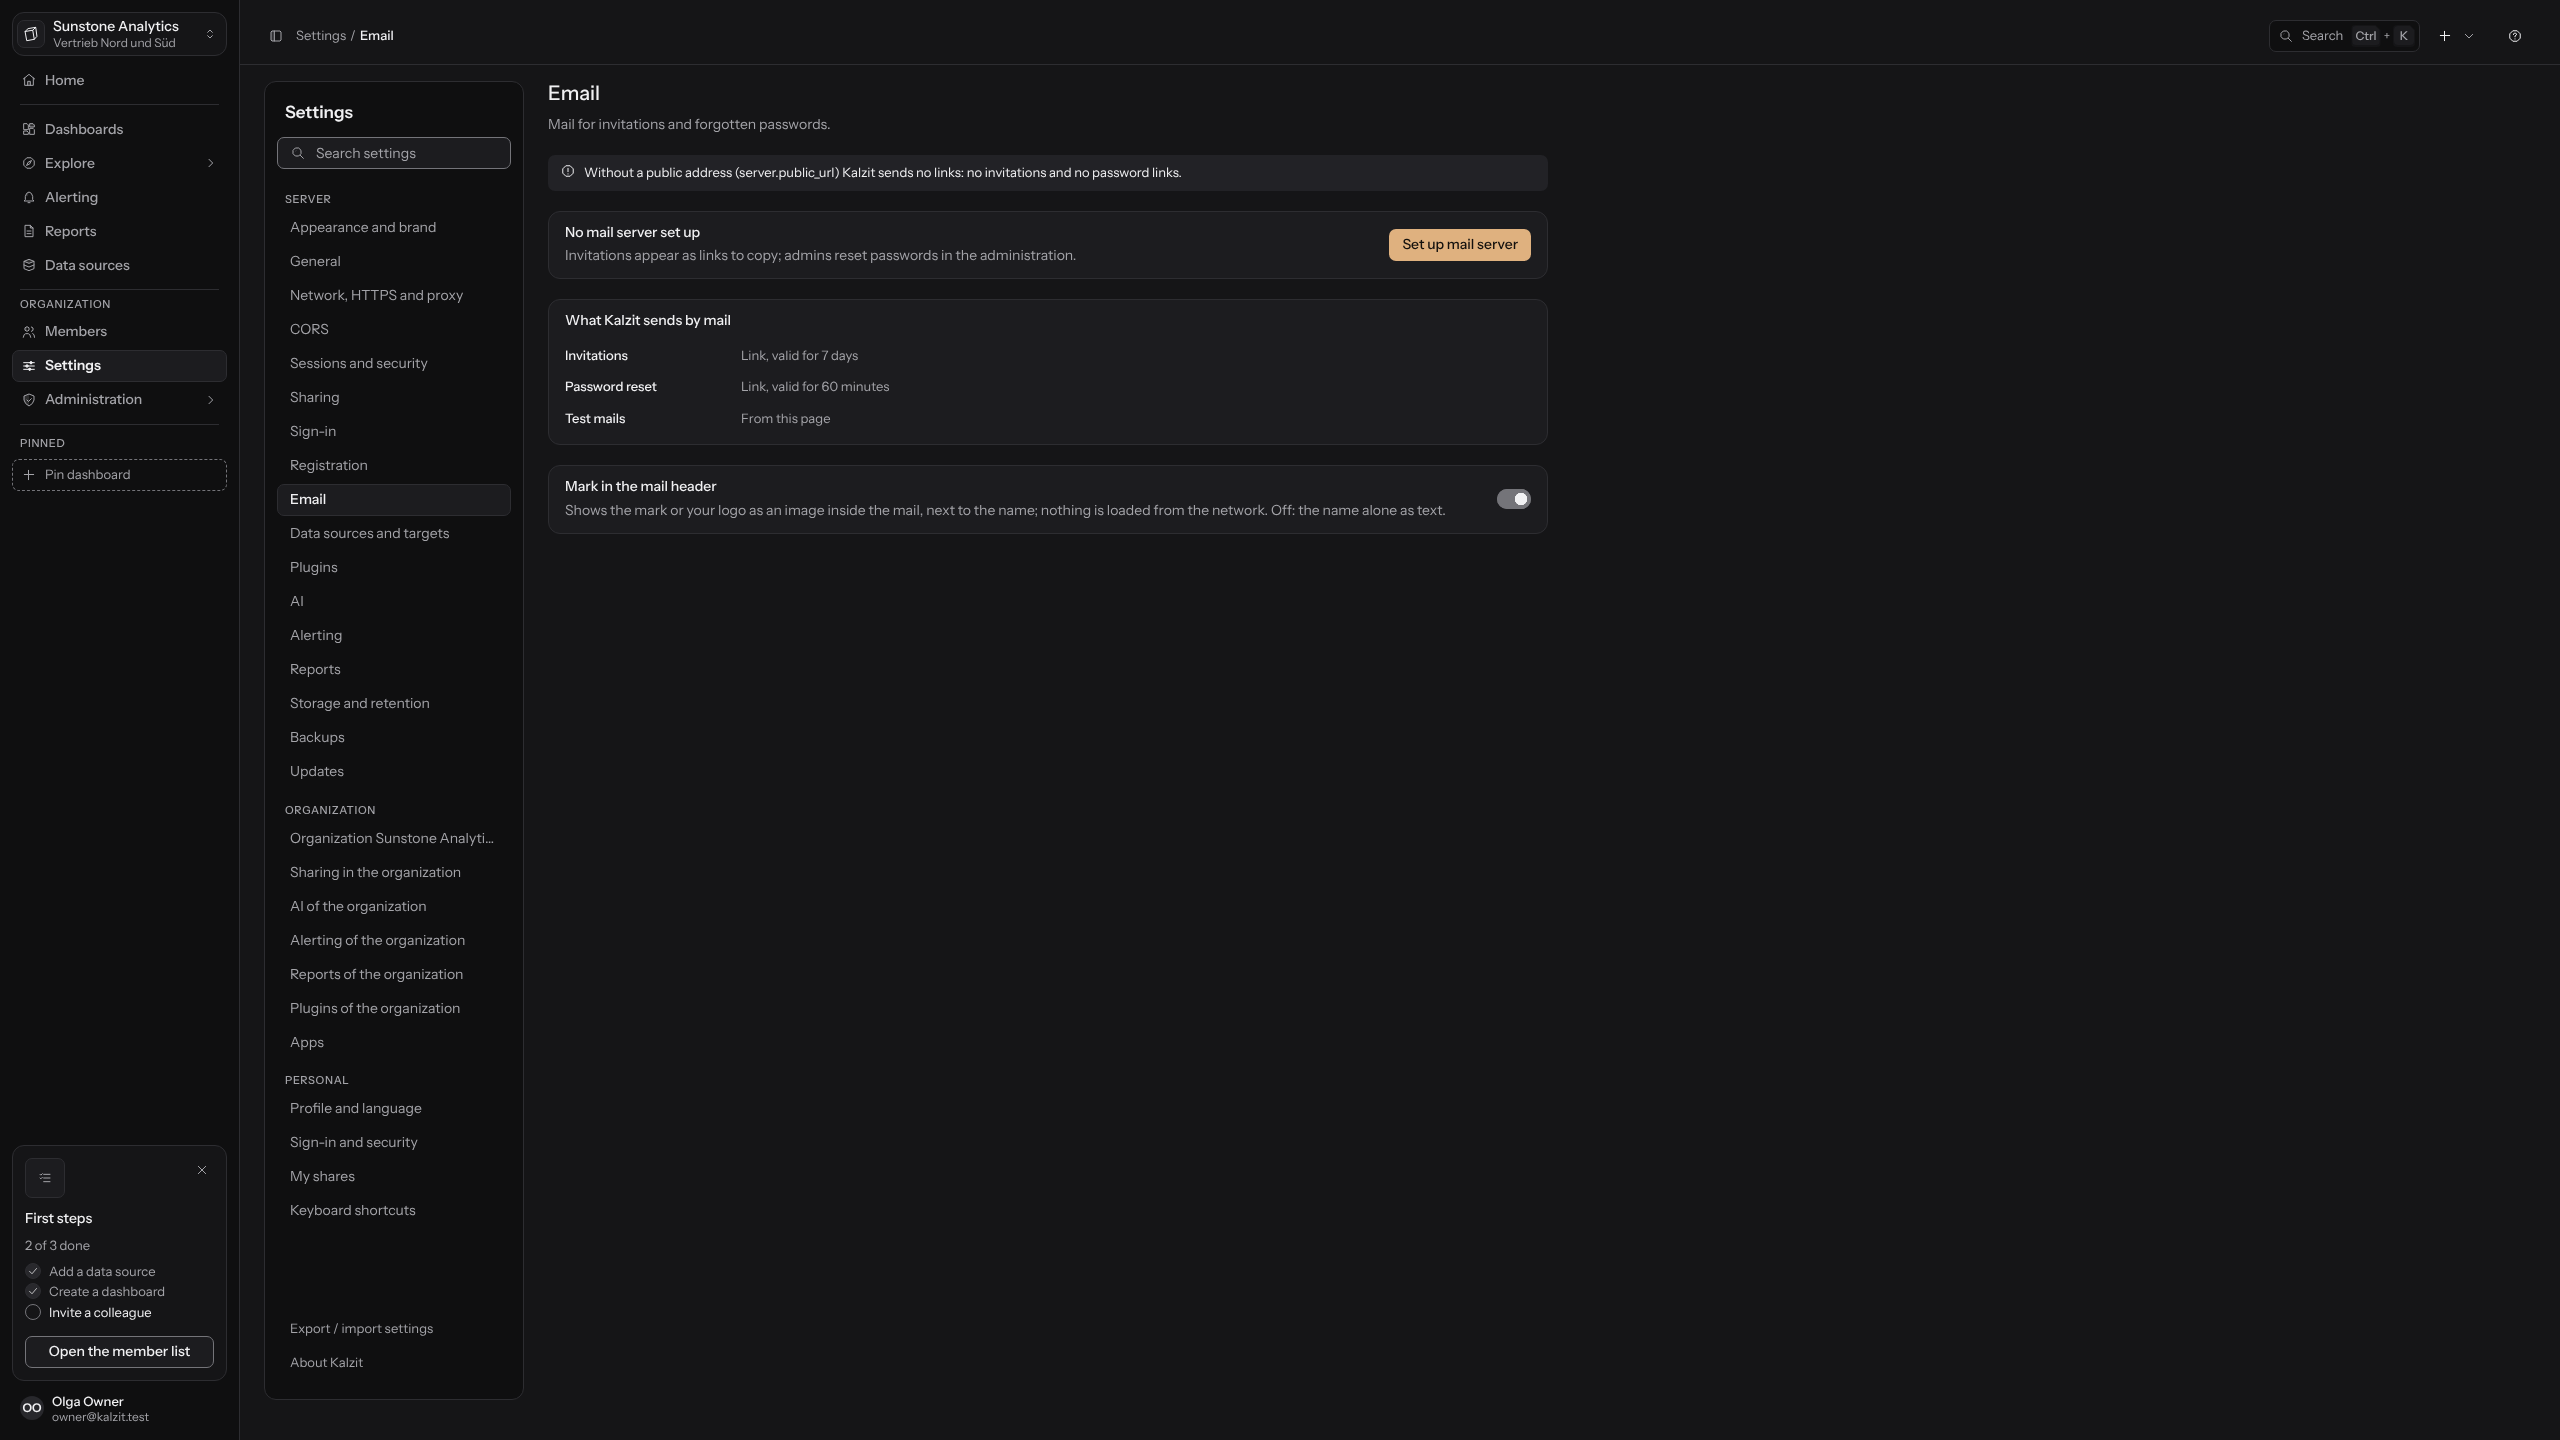 Sunstone Analytics
Vertrieb Nord und Süd
Home
Dashboards
Explore
Alerting
Reports
Data sources
ORGANIZATION
Members
Settings
Administration
PINNED
Pin dashboard
First steps
2 of 3 done
Add a data source
Create a dashboard
Invite a colleague
Open the member list
OO
Olga Owner
owner@kalzit.test
Settings / Email
Search Ctrl + K
Settings
Search settings
SERVER
Appearance and brand
General
Network, HTTPS and proxy
CORS
Sessions and security
Sharing
Sign-in
Registration
Email
Data sources and targets
Plugins
AI
Alerting
Reports
Storage and retention
Backups
Updates
ORGANIZATION
Organization Sunstone Analyti...
Sharing in the organization
AI of the organization
Alerting of the organization
Reports of the organization
Plugins of the organization
Apps
PERSONAL
Profile and language
Sign-in and security
My shares
Keyboard shortcuts
Export / import settings
About Kalzit
Email
Mail for invitations and forgotten passwords.
Without a public address (server.public_url) Kalzit sends no links: no invitations and no password links.
No mail server set up
Invitations appear as links to copy; admins reset passwords in the administration.
Set up mail server
What Kalzit sends by mail
Invitations Link, valid for 7 days
Password reset Link, valid for 60 minutes
Test mails From this page
Mark in the mail header
Shows the mark or your logo as an image inside the mail, next to the name; nothing is loaded from the network. Off: the name alone as text.